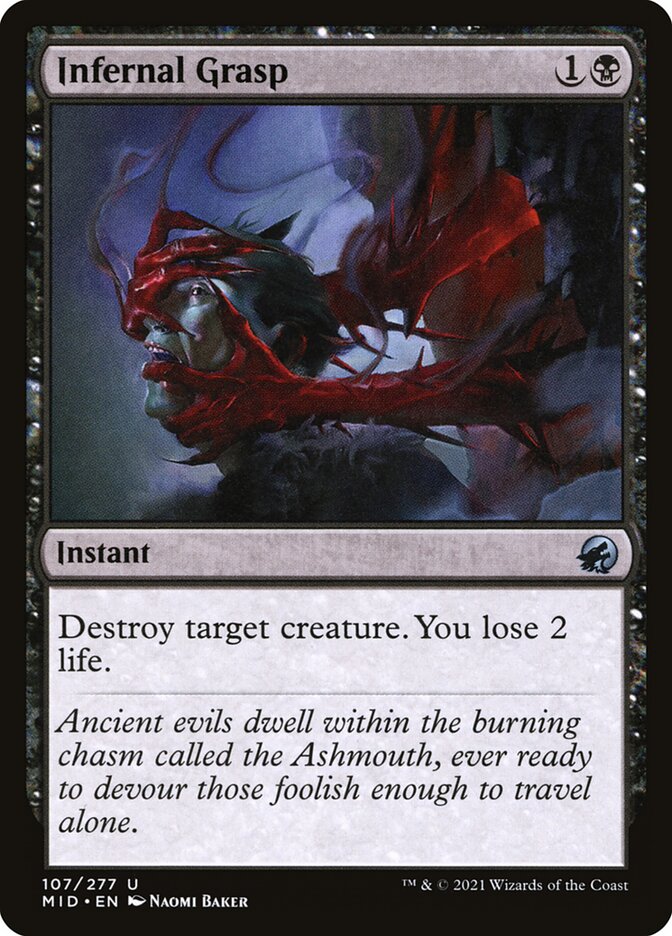 Infernal Grasp 1
Instant
Destroy target creature. You lose 2
life.
Ancient evils dwell within the burning
chasm called the Ashmouth, ever ready
to devour those foolish enough to travel
alone.
107/277 U
MID • EN Naomi Baker
™ & © 2021 Wizards of the Coast